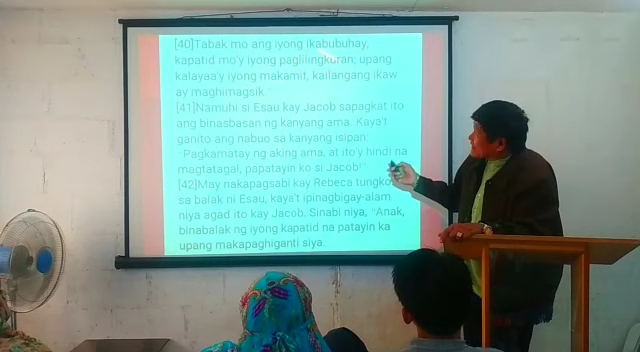 [40]Tabak mo ang iyong ikabubuhay,
kapatid mo'y iyong paglilingkuran; upang
kalayaa'y iyong makamit, kailangang ikaw
ay maghimagsik."
[41]Namuhi si Esau kay Jacob sapagkat ito
ang binasbasan ng kanyang ama. Kaya't
ganito ang nabuo sa kanyang isipan:
"Pagkamatay ng aking ama, at ito'y hindi na
magtatagal, papatayin ko si Jacob!"
[42]May nakapagsabi kay Rebeca tungkol
sa balak ni Esau, kaya't ipinagbigay-alam
niya agad ito kay Jacob. Sinabi niya, "Anak,
binabalak ng iyong kapatid na patayin ka
upang makapaghiganti siya.